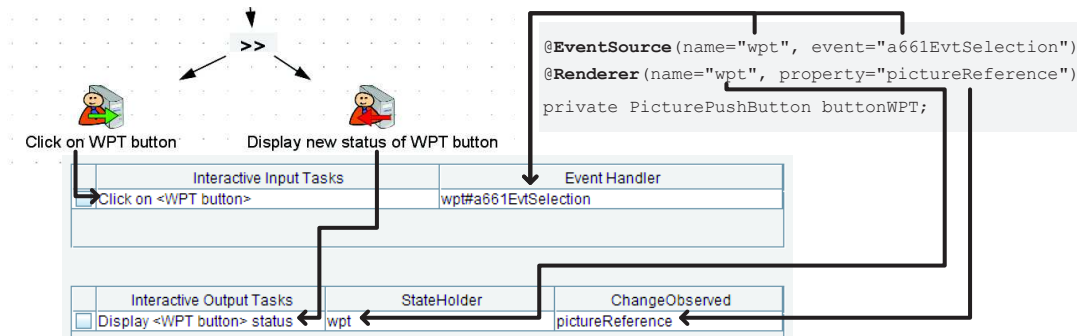 >>
@EventSource(name="wpt", event="a661EvtSelection")
@Renderer(name="wpt", property="pictureReference")
private PicturePushButton buttonWPT;
Click on WPT button
Display new status of WPT button
Interactive Input Tasks Event Handler
Click on <WPT button> wpt#a661EvtSelection
Interactive Output Tasks StateHolder ChangeObserved
Display <WPT button> status wpt pictureReference